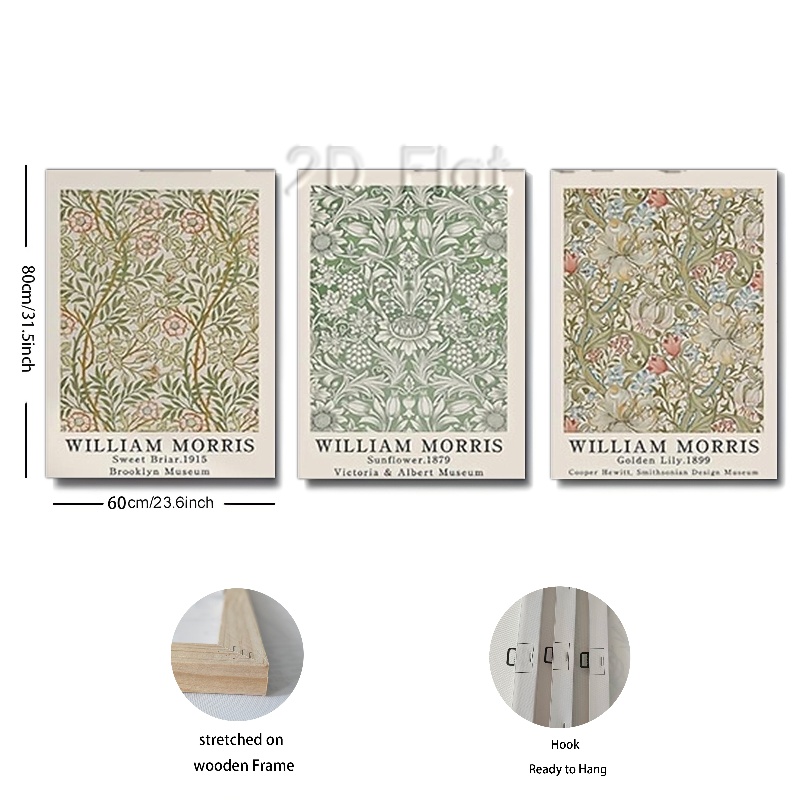 2D Flat
80cm/31.5inch
WILLIAM MORRIS
Sweet Briar.1915
Brooklyn Museum
WILLIAM MORRIS
Sunflower.1879
Victoria & Albert Museum
WILLIAM MORRIS
Golden Lily.1899
Cooper Hewitt, Smithsonian Design Museum
60cm/23.6inch
stretched on
wooden Frame
Hook
Ready to Hang